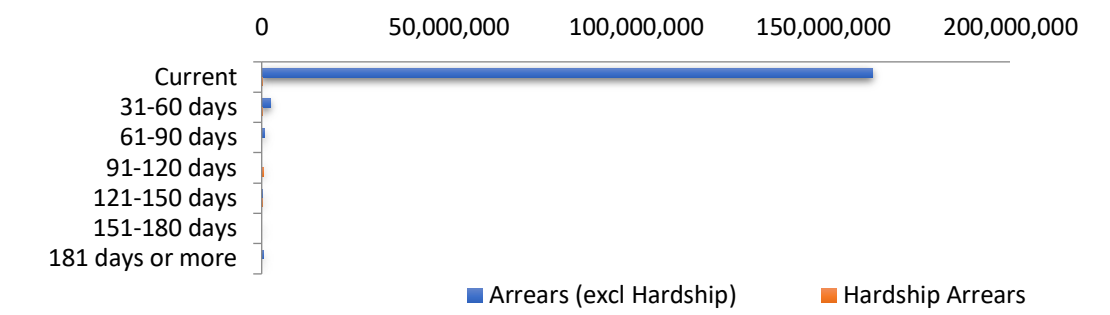 0 50,000,000 100,000,000 150,000,000 200,000,000
Current
31-60 days
61-90 days
91-120 days
121-150 days
151-180 days
181 days or more
Arrears (excl Hardship) Hardship Arrears